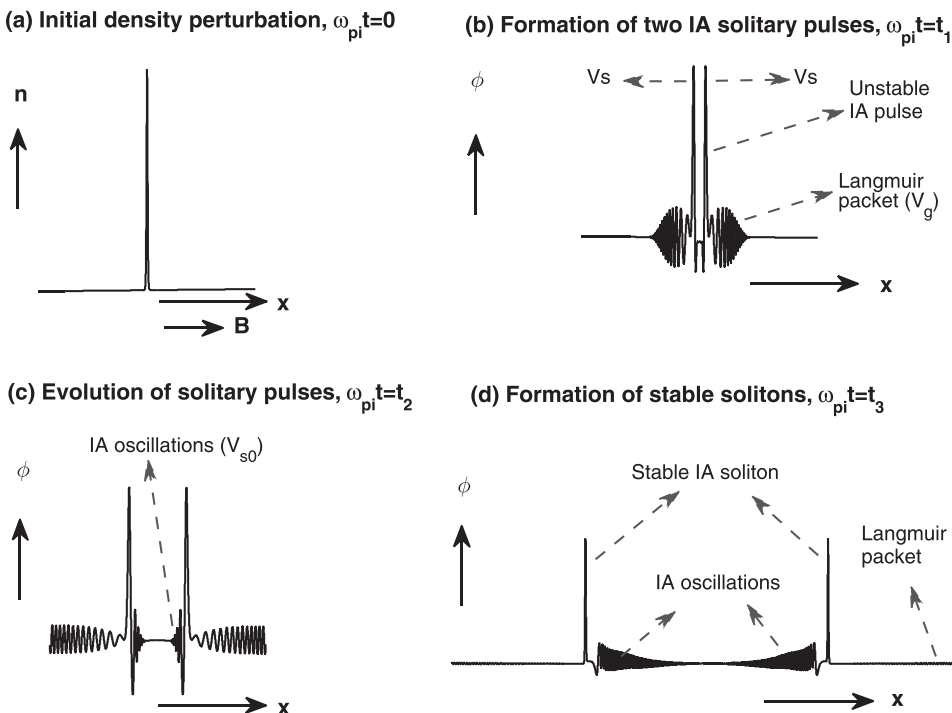 (a) Initial density perturbation, ω_pi t=0
n
x
B
(b) Formation of two IA solitary pulses, ω_pi t=t_1
ϕ
Vs
Vs
Unstable
IA pulse
Langmuir
packet (V_g)
x
(c) Evolution of solitary pulses, ω_pi t=t_2
IA oscillations (V_s0)
ϕ
x
(d) Formation of stable solitons, ω_pi t=t_3
ϕ
Stable IA soliton
Langmuir
packet
IA oscillations
x